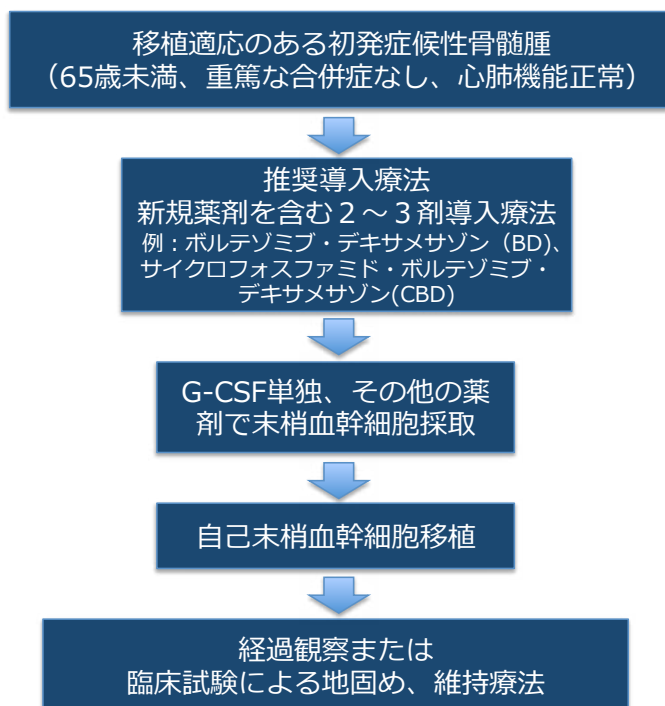 移植適応のある初発症候性骨髄腫
（65歳未満、重篤な合併症なし、心肺機能正常）
推奨導入療法
新規薬剤を含む２～３剤導入療法
例：ボルテゾミブ・デキサメサゾン（BD)、
サイクロフォスファミド・ボルテゾミブ・
デキサメサゾン(CBD)
G-CSF単独、その他の薬
剤で末梢血幹細胞採取
自己末梢血幹細胞移植
経過観察または
臨床試験による地固め、維持療法